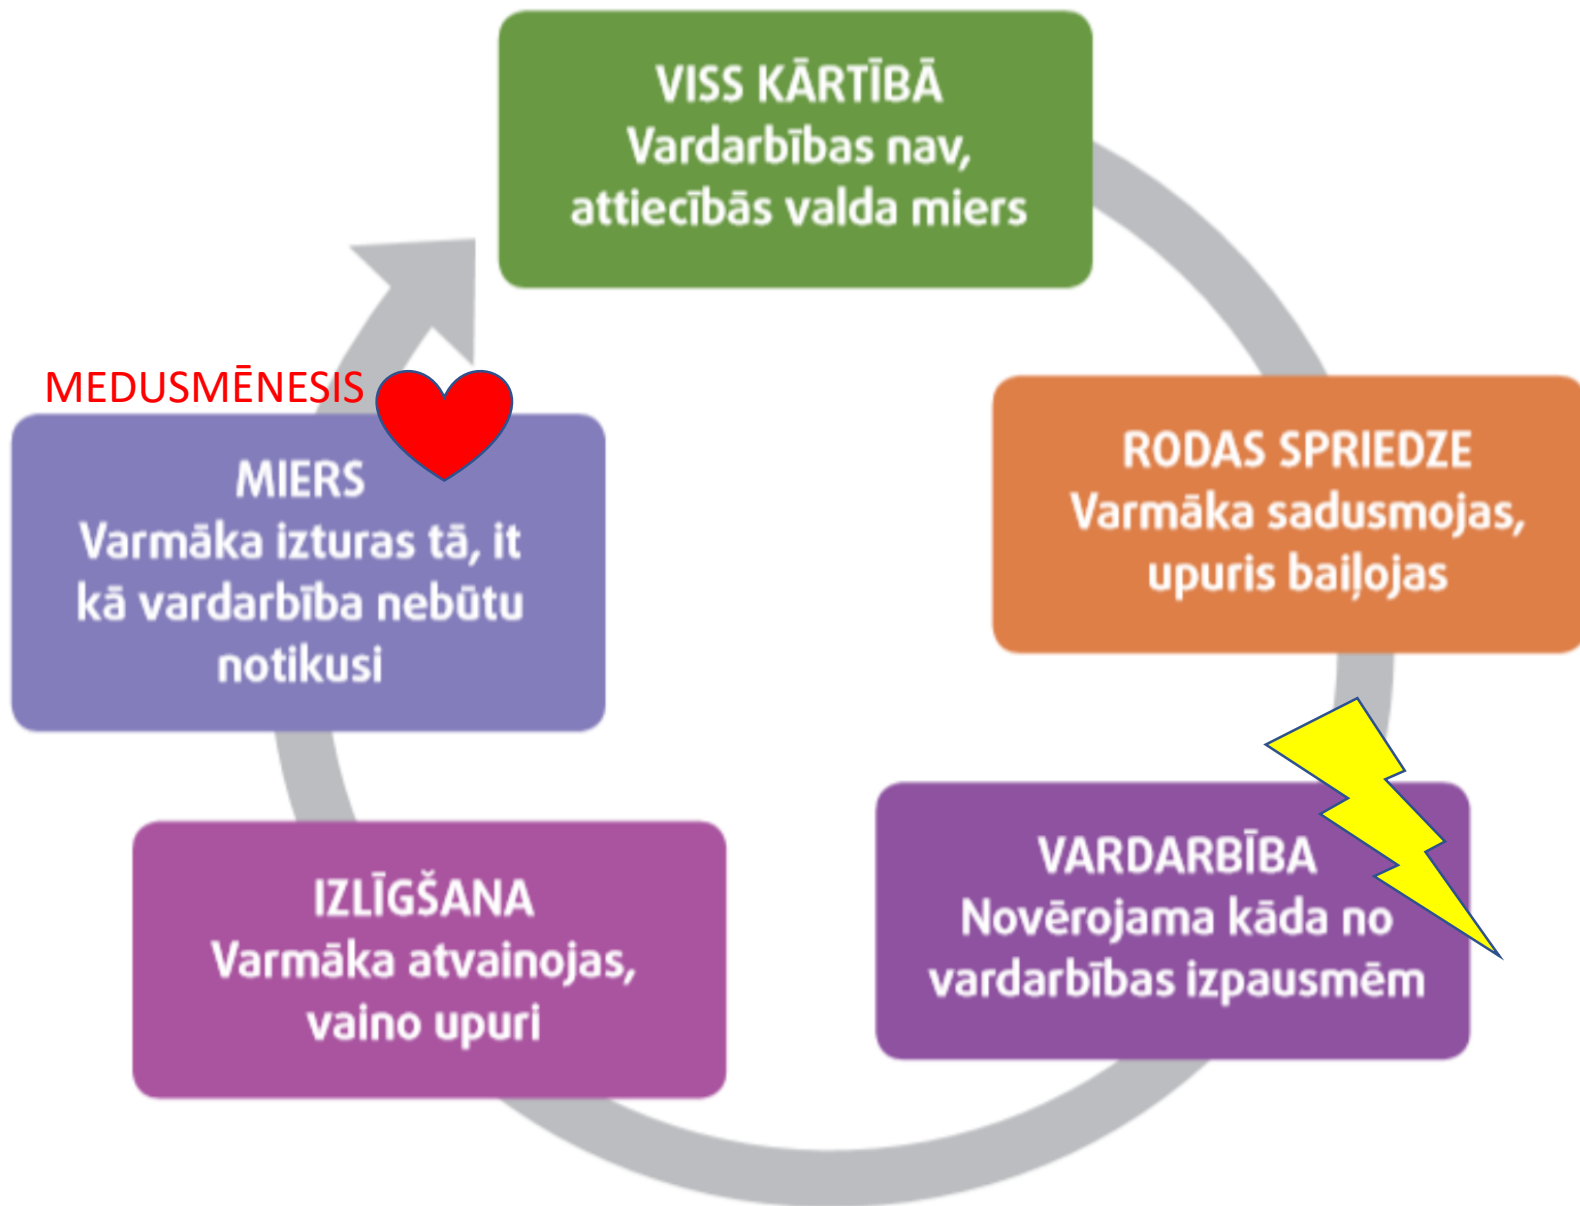 VISS KĀRTĪBĀ
Vardarbības nav,
attiecībās valda miers
RODAS SPRIEDZE
Varmāka sadusmojas,
upuris baiļojas
VARDARBĪBA
Novērojama kāda no
vardarbības izpausmēm
IZLĪGŠANA
Varmāka atvainojas,
vaino upuri
MEDUSMĒNESIS
MIERS
Varmāka izturas tā, it
kā vardarbība nebūtu
notikusi